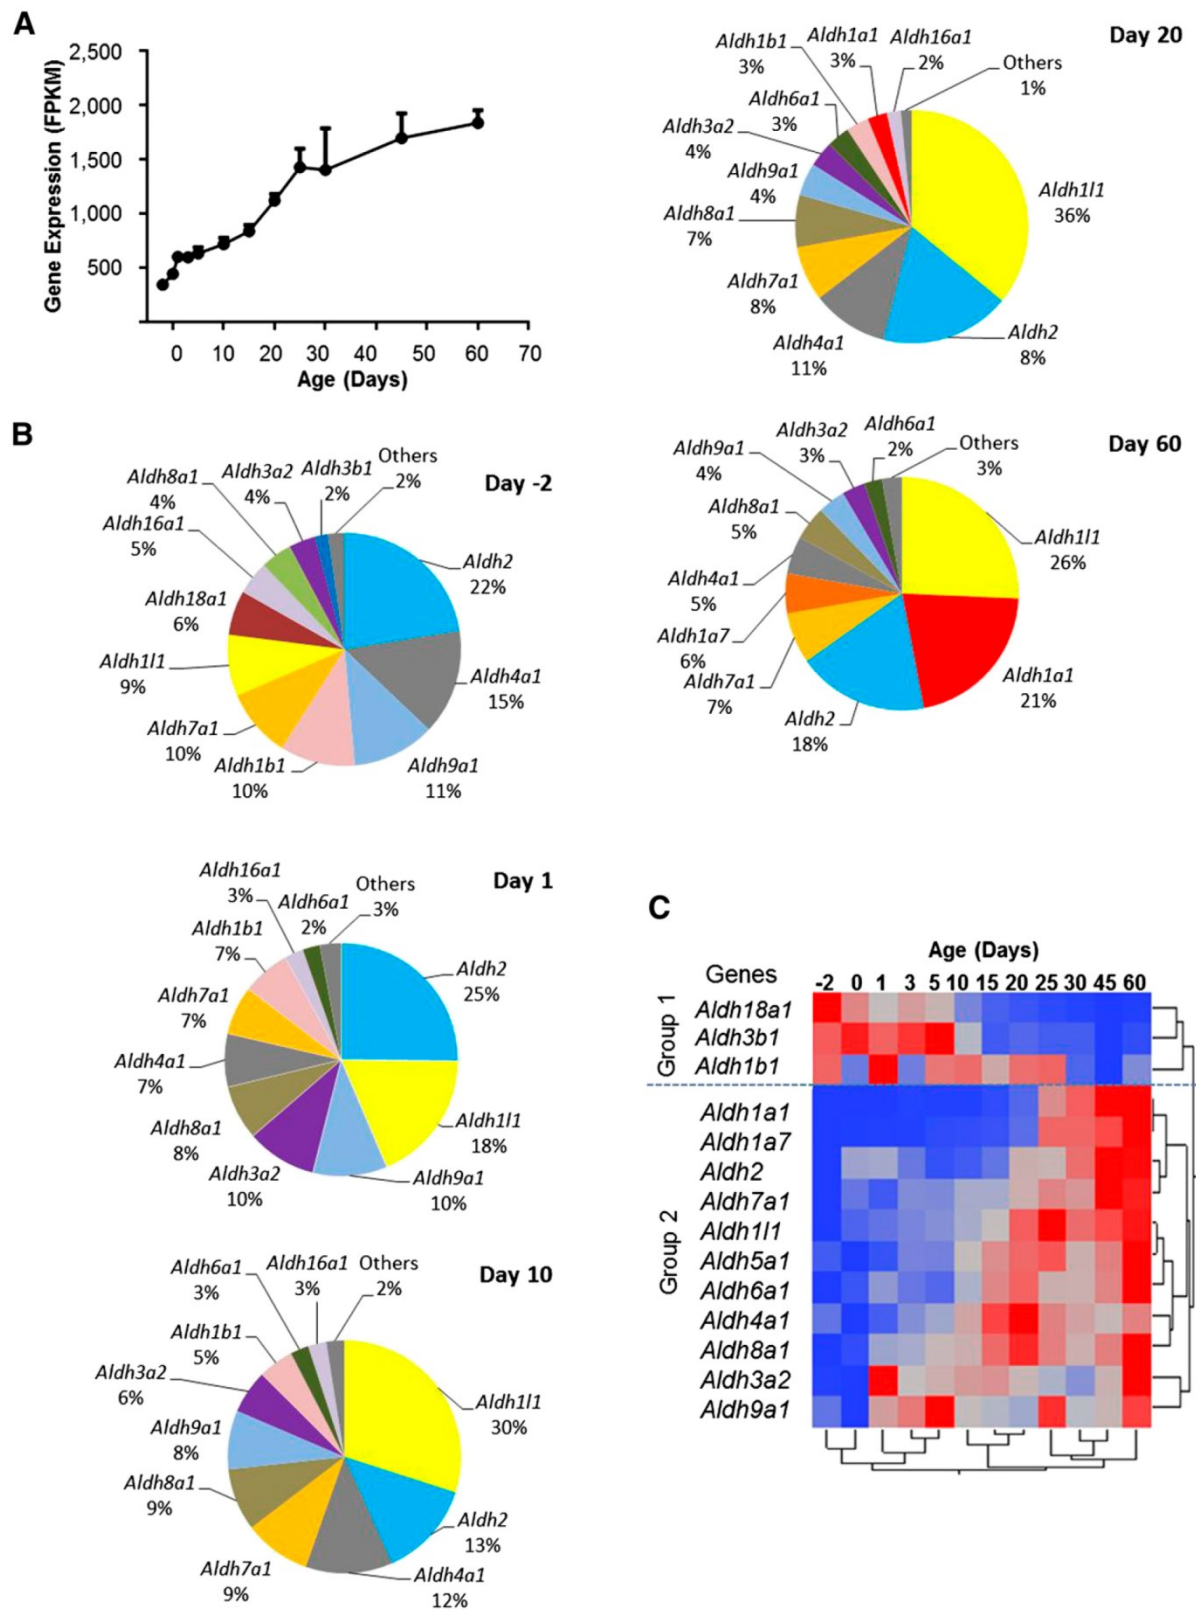 A
2,500
2,000
1,500
1,000
500
Gene Expression (FPKM)
0 10 20 30 40 50 60 70
Age (Days)
Day 20
Aldh1b1
3%
Aldh1a1
3%
Aldh16a1
2%
Others
1%
Aldh6a1
3%
Aldh3a2
4%
Aldh9a1
4%
Aldh8a1
7%
Aldh7a1
8%
Aldh4a1
11%
Aldh1l1
36%
Aldh2
8%
B
Day -2
Aldh8a1
4%
Aldh3a2
4%
Aldh3b1
2%
Others
2%
Aldh16a1
5%
Aldh18a1
6%
Aldh1l1
9%
Aldh7a1
10%
Aldh1b1
10%
Aldh2
22%
Aldh4a1
15%
Aldh9a1
11%
Day 60
Aldh9a1
4%
Aldh3a2
3%
Aldh6a1
2%
Others
3%
Aldh8a1
5%
Aldh4a1
5%
Aldh1a7
6%
Aldh7a1
7%
Aldh2
18%
Aldh1l1
26%
Aldh1a1
21%
Day 1
Aldh16a1
3%
Aldh6a1
2%
Others
3%
Aldh1b1
7%
Aldh7a1
7%
Aldh4a1
7%
Aldh8a1
8%
Aldh3a2
10%
Aldh2
25%
Aldh1l1
18%
Aldh9a1
10%
Day 10
Aldh6a1
3%
Aldh16a1
3%
Others
2%
Aldh1b1
5%
Aldh3a2
6%
Aldh9a1
8%
Aldh8a1
9%
Aldh7a1
9%
Aldh1l1
30%
Aldh2
13%
Aldh4a1
12%
C
Age (Days)
Genes
-2 0 1 3 5 10 15 20 25 30 45 60
Group 1
Aldh18a1
Aldh3b1
Aldh1b1
Group 2
Aldh1a1
Aldh1a7
Aldh2
Aldh7a1
Aldh1l1
Aldh5a1
Aldh6a1
Aldh4a1
Aldh8a1
Aldh3a2
Aldh9a1